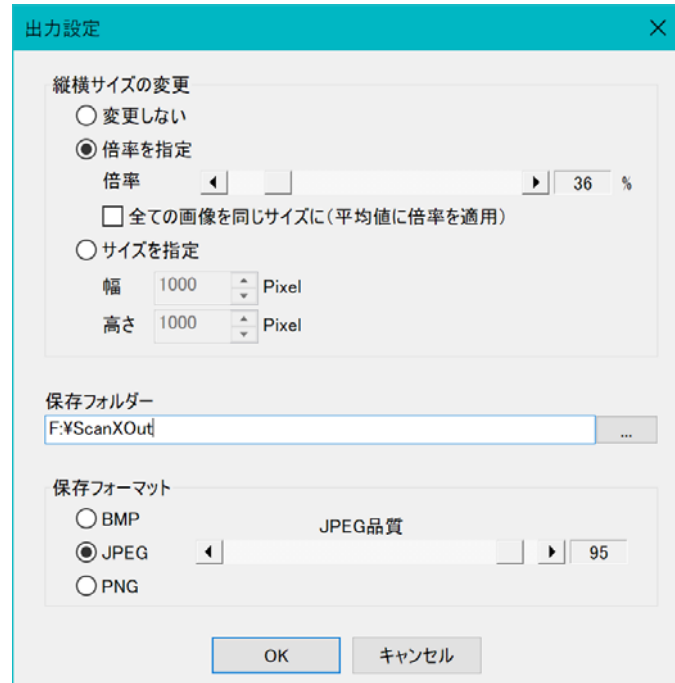 出力設定
縦横サイズの変更
変更しない
倍率を指定
倍率 36 %
全ての画像を同じサイズに(平均値に倍率を適用)
サイズを指定
幅 1000 Pixel
高さ 1000 Pixel
保存フォルダー
F:¥ScanXOut
...
保存フォーマット
BMP
JPEG品質
JPEG 95
PNG
OK キャンセル